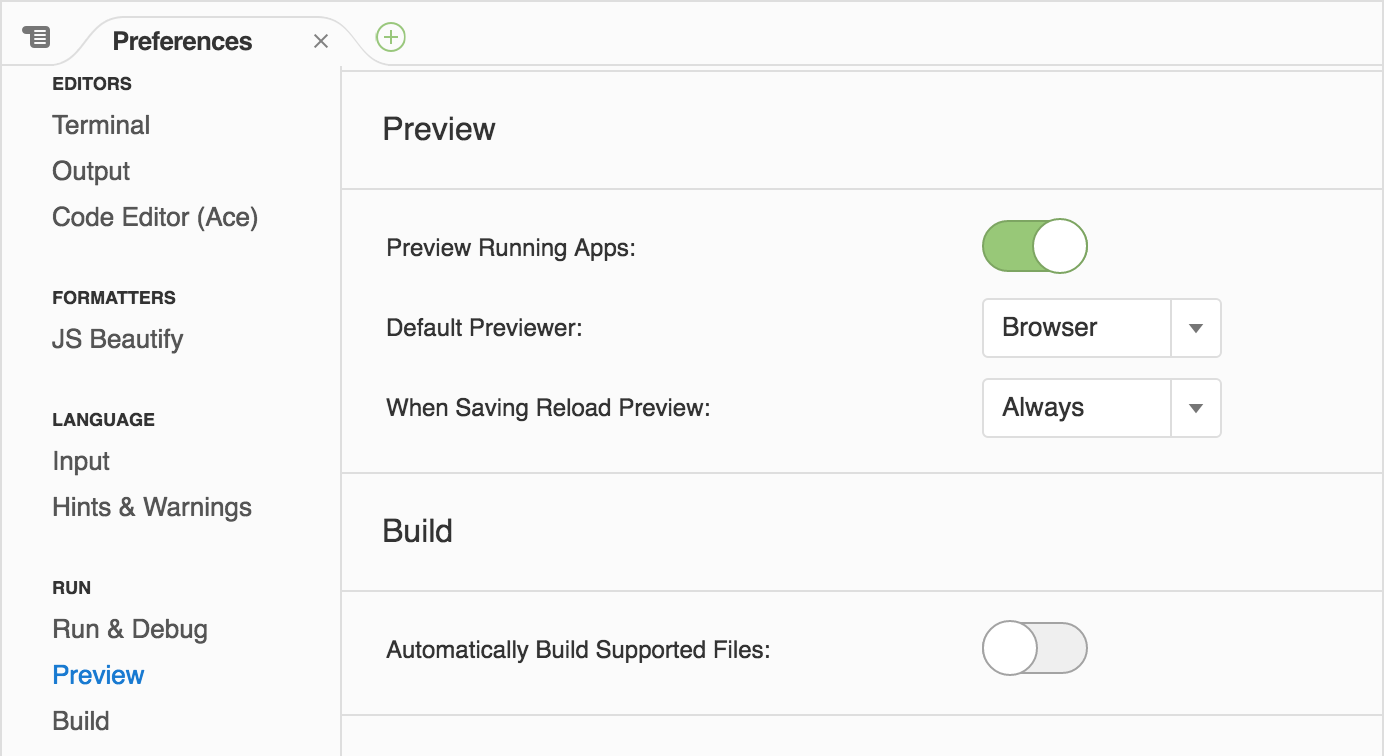 Preferences
EDITORS
Terminal
Output
Code Editor (Ace)
FORMATTERS
JS Beautify
LANGUAGE
Input
Hints & Warnings
RUN
Run & Debug
Preview
Build
Preview
Preview Running Apps:
Default Previewer: Browser
When Saving Reload Preview: Always
Build
Automatically Build Supported Files: